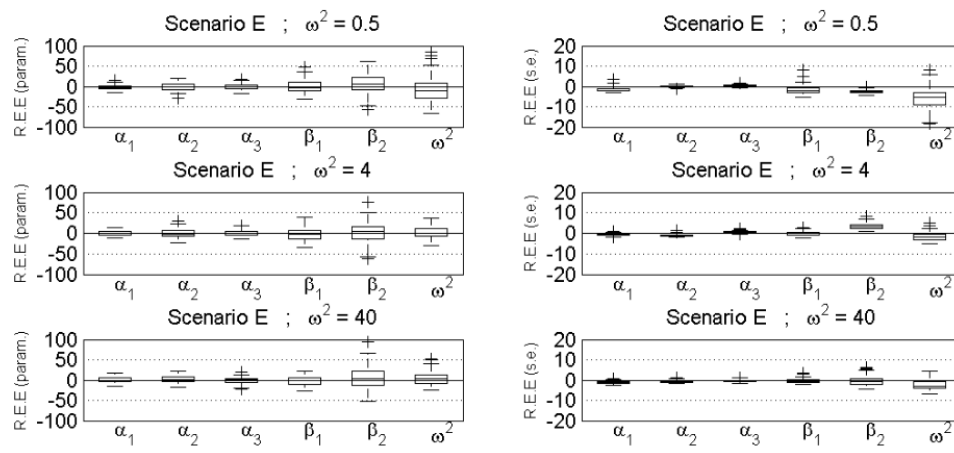 Scenario E ; ω² = 0.5
R.E.E (param.)
100
50
0
-50
-100
α₁ α₂ α₃ β₁ β₂ ω²
Scenario E ; ω² = 0.5
R.E.E (s.e.)
20
10
0
-10
-20
α₁ α₂ α₃ β₁ β₂ ω²
Scenario E ; ω² = 4
R.E.E (param.)
100
50
0
-50
-100
α₁ α₂ α₃ β₁ β₂ ω²
Scenario E ; ω² = 4
R.E.E (s.e.)
20
10
0
-10
-20
α₁ α₂ α₃ β₁ β₂ ω²
Scenario E ; ω² = 40
R.E.E (param.)
100
50
0
-50
-100
α₁ α₂ α₃ β₁ β₂ ω²
Scenario E ; ω² = 40
R.E.E (s.e.)
20
10
0
-10
-20
α₁ α₂ α₃ β₁ β₂ ω²